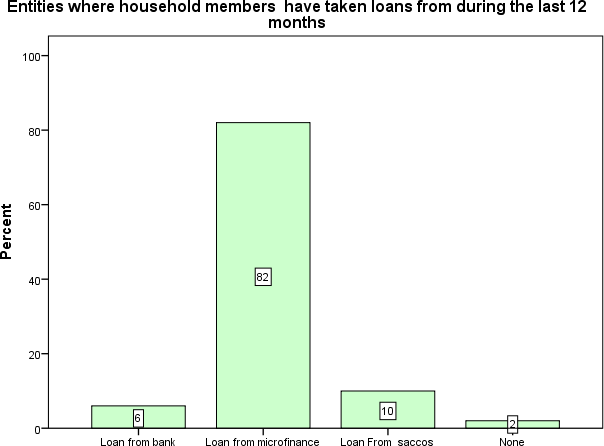 Entities where household members  have taken loans from during the last 12
months
Percent
100
80
60
40
20
0
6
82
10
2
Loan from bank
Loan from microfinance
Loan From  saccos
None